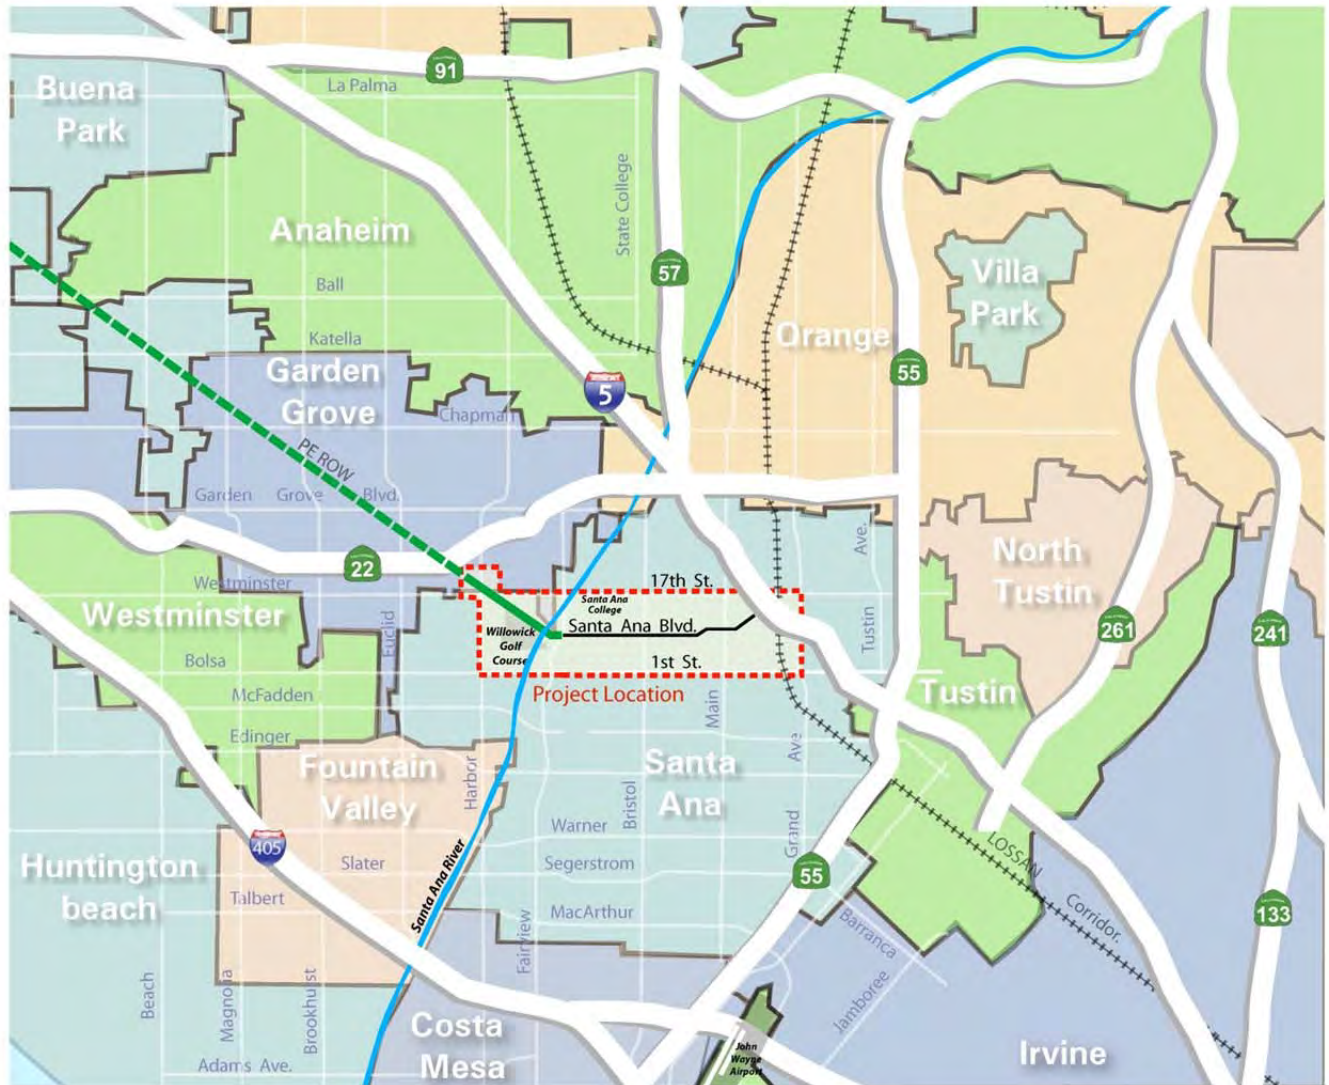 91
La Palma
Buena
Park
State College
Anaheim
57
Villa
Park
Ball
Orange
Katella
Garden
Grove
5
55
Chapman
PE ROW
Garden Grove Blvd.
Ave.
North
Tustin
22
Westminster
17th St.
Santa Ana
College
Westminster
Euclid
Willowick
Golf
Course
Santa Ana Blvd.
Tustin
261
241
Bolsa
1st St.
McFadden
Project Location
Main
Tustin
Edinger
Fountain
Valley
Harbor
Santa
Ana
Ave
Bristol
Grand
Warner
405
LOSSAN
Corridor.
Huntington
beach
Slater
Segerstrom
55
Talbert
Santa Ana River
MacArthur
133
Fairview
Barranca
Beach
Magnolia
Brookhurst
Jamboree
Costa
Mesa
John
Wayne
Airport
Irvine
Adams Ave.